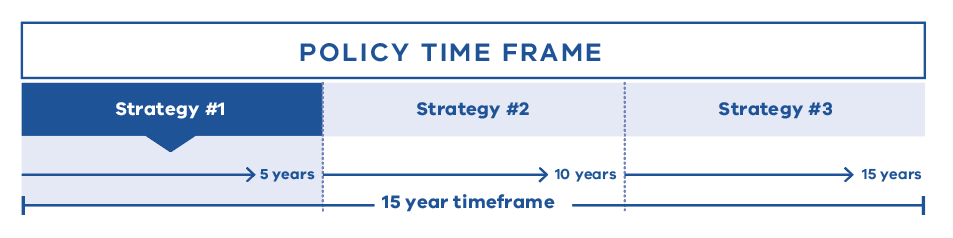 POLICY TIME FRAME
Strategy #1 Strategy #2 Strategy #3
5 years 10 years 15 years
15 year timeframe